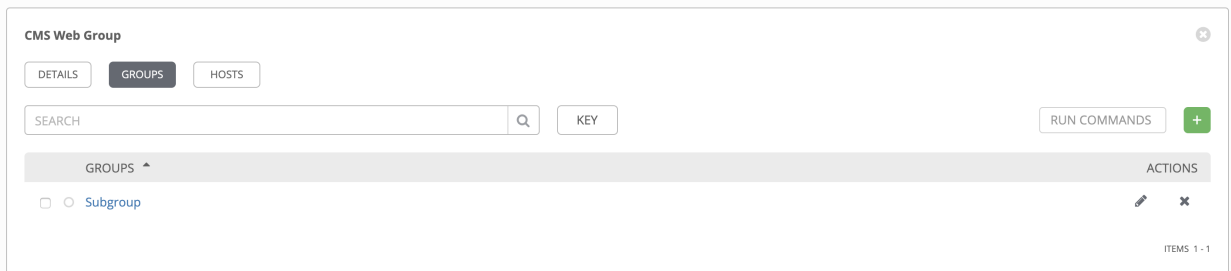 CMS Web Group
DETAILS GROUPS HOSTS
SEARCH KEY RUN COMMANDS +
GROUPS ACTIONS
Subgroup
ITEMS 1 - 1